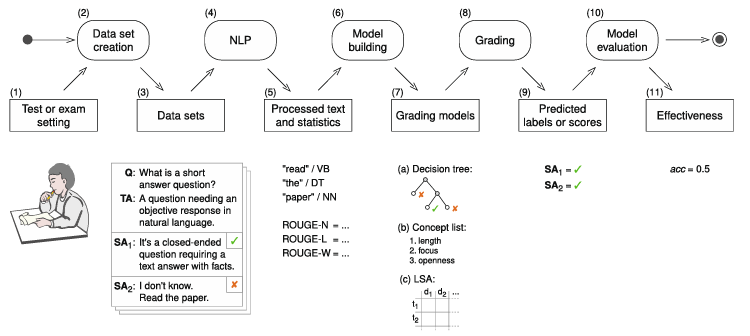 (2)
Data set
creation
(4)
NLP
(6)
Model
building
(8)
Grading
(10)
Model
evaluation
(1)
Test or exam
setting
(3)
Data sets
(5)
Processed text
and statistics
(7)
Grading models
(9)
Predicted
labels or scores
(11)
Effectiveness
Q: What is a short
answer question?
TA: A question needing an
objective response in
natural language.
SA1: It's a closed-ended
question requiring a
text answer with facts.
✓
SA2: I don't know.
Read the paper.
✘
"read" / VB
"the" / DT
"paper" / NN
ROUGE-N = ...
ROUGE-L = ...
ROUGE-W = ...
(a) Decision tree:
✘
✓ ✘
(b) Concept list:
1. length
2. focus
3. openness
(c) LSA:
d1 d2 ...
t1
t2
SA1 = ✓
SA2 = ✓
acc = 0.5